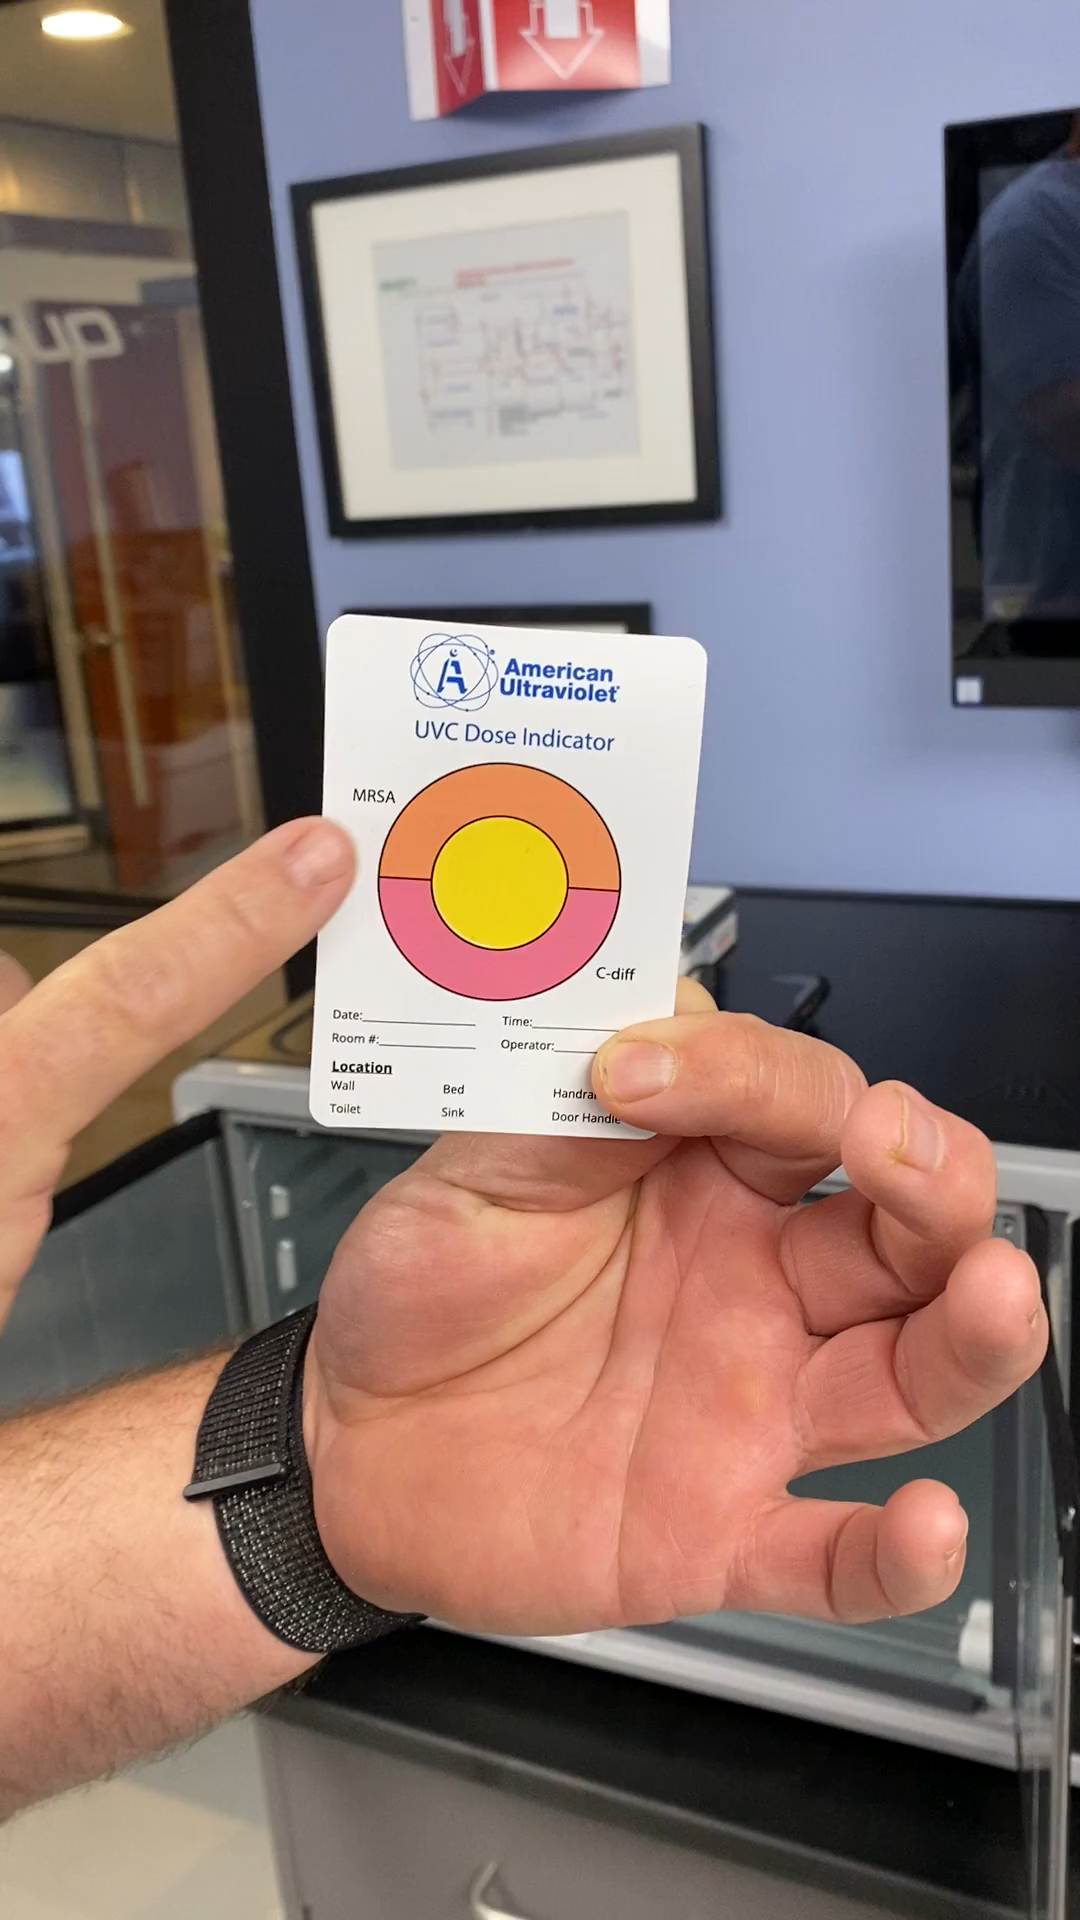 American
Ultraviolet
UVC Dose Indicator
MRSA
C-diff
Date:
Time:
Room #:
Operator:
Location
Wall
Bed
Toilet
Sink
Door Handle